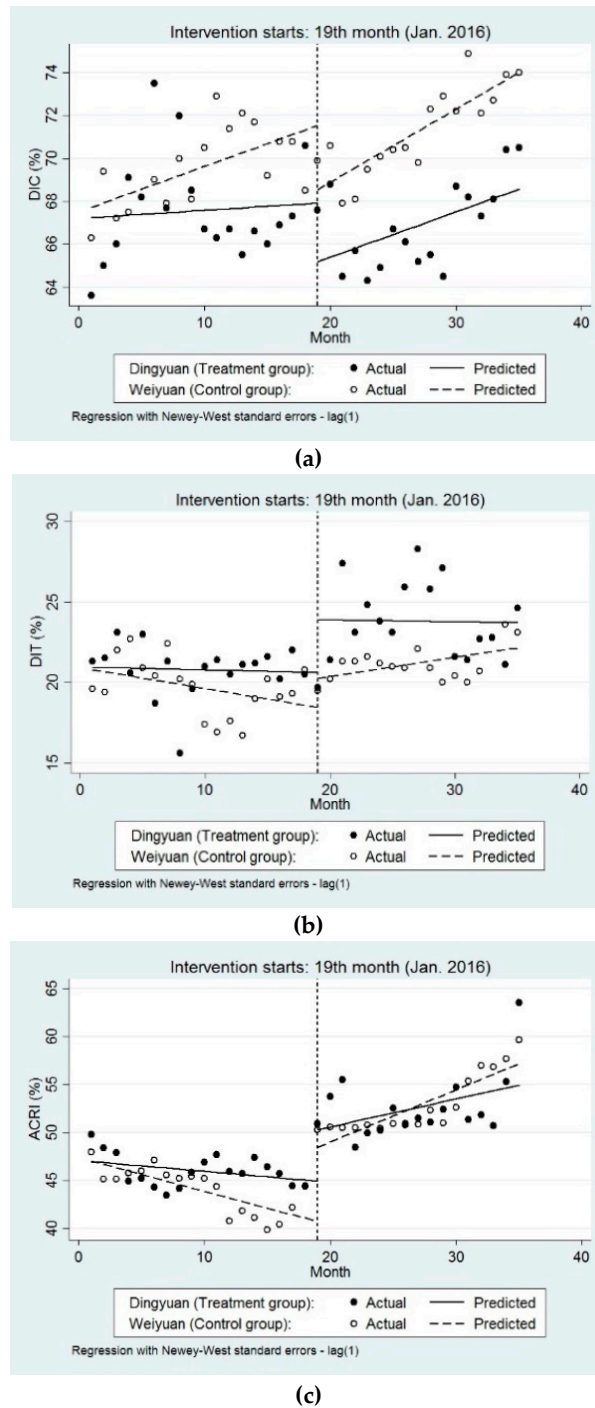 Intervention starts: 19th month (Jan. 2016)
74
72
70
68
66
64
DIC (%)
0 10 20 30 40
Month
Dingyuan (Treatment group): Actual Predicted
Weiyuan (Control group): Actual Predicted
Regression with Newey-West standard errors - lag(1)
(a)
Intervention starts: 19th month (Jan. 2016)
30
25
20
15
DIT (%)
0 10 20 30 40
Month
Dingyuan (Treatment group): Actual Predicted
Weiyuan (Control group): Actual Predicted
Regression with Newey-West standard errors - lag(1)
(b)
Intervention starts: 19th month (Jan. 2016)
65
60
55
50
45
40
ACRI (%)
0 10 20 30 40
Month
Dingyuan (Treatment group): Actual Predicted
Weiyuan (Control group): Actual Predicted
Regression with Newey-West standard errors - lag(1)
(c)